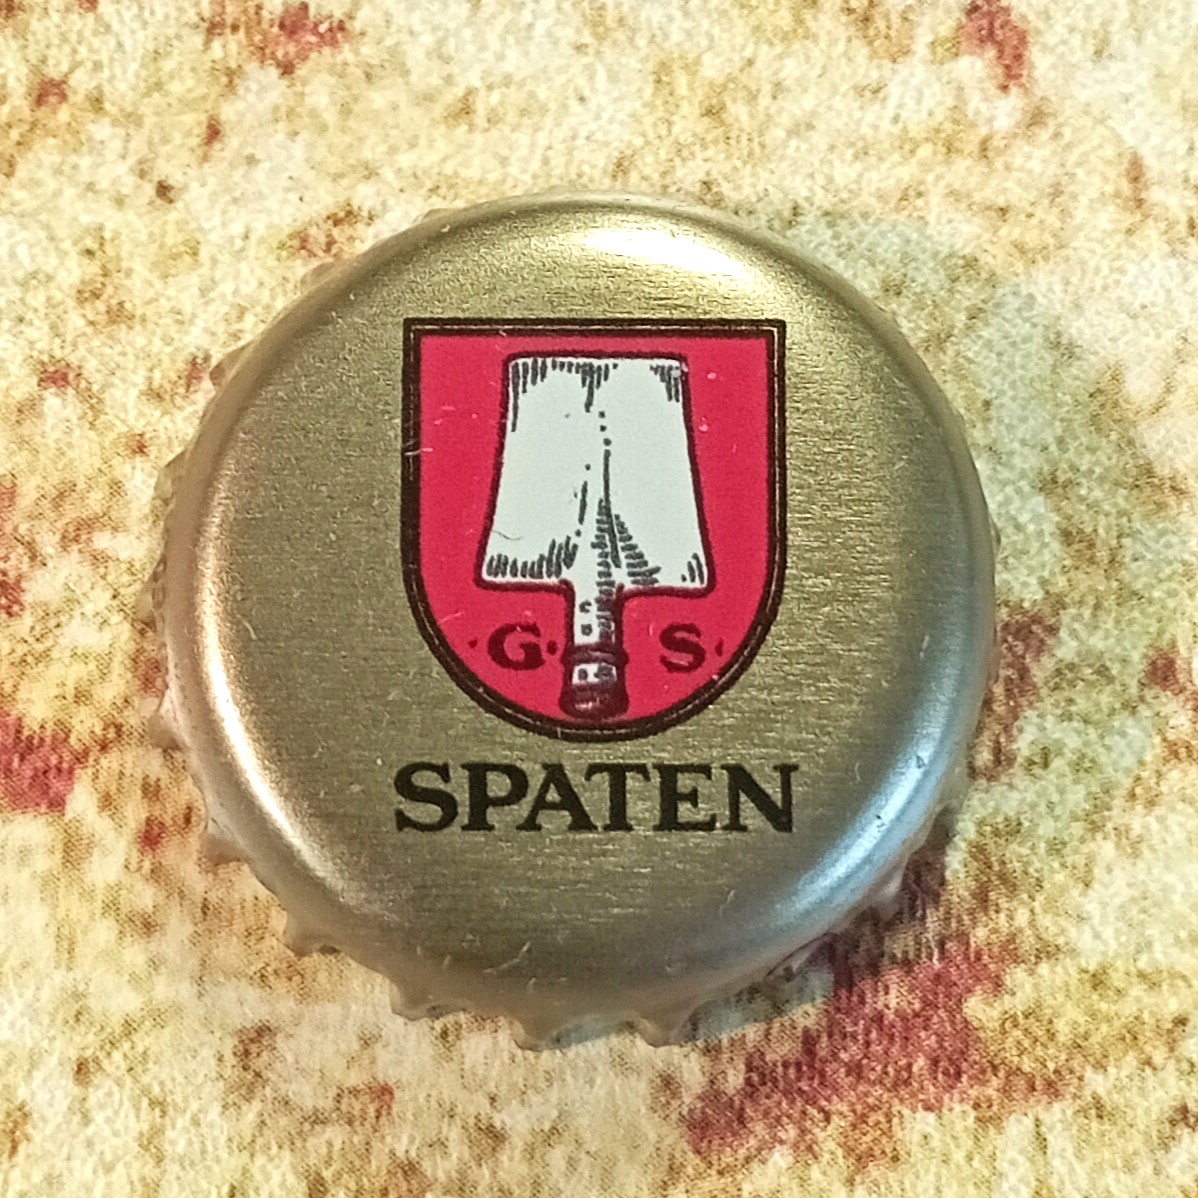 ·G· S·
SPATEN